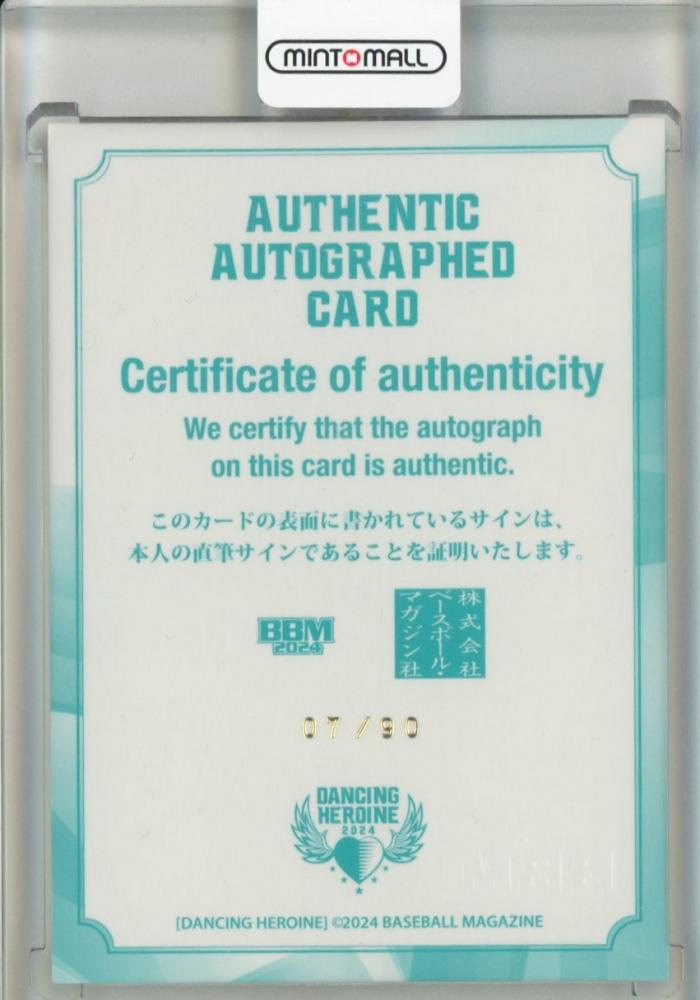 MINTOMALL
AUTHENTIC
AUTOGRAPHED
CARD
Certificate of authenticity
We certify that the autograph
on this card is authentic.
このカードの表面に書かれているサインは、
本人の直筆サインであることを証明いたします。
BBM
2024
株式会社
ベースボール・
マガジン社
07/90
DANCING
HEROINE
2024
[DANCING HEROINE] ©2024 BASEBALL MAGAZINE